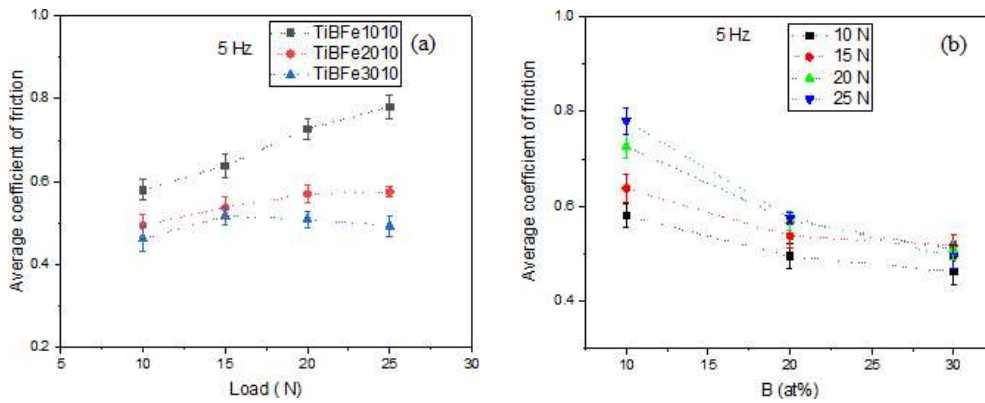 1.0
0.8
0.6
0.4
0.2
Average coefficient of friction
5 Hz
TiBFe1010
TiBFe2010
TiBFe3010
(a)
5 10 15 20 25 30
Load ( N)
1.0
0.8
0.6
0.4
Average coefficient of friction
5 Hz
10 N
15 N
20 N
25 N
(b)
10 15 20 25 30
B (at%)